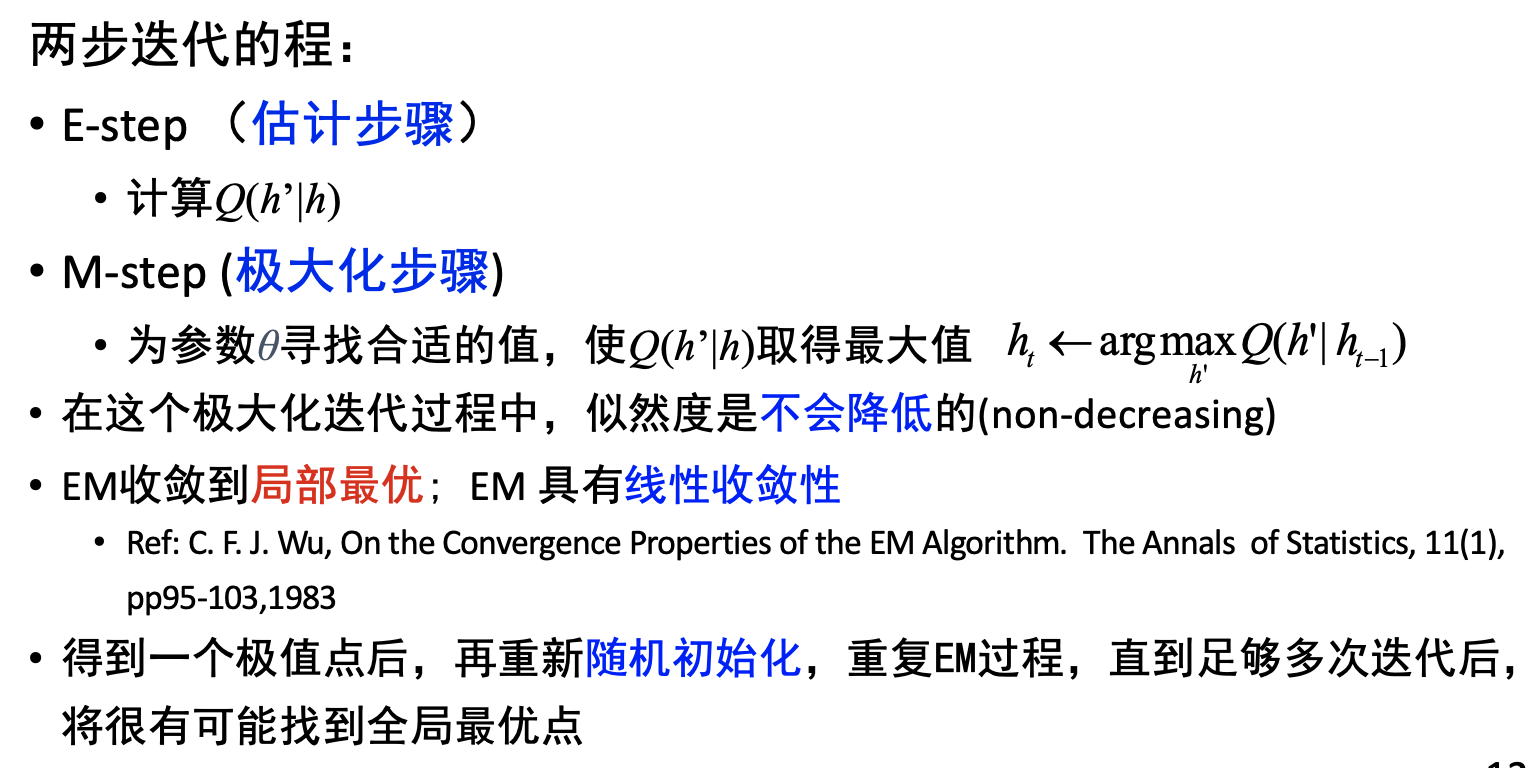 两步迭代的程：
• E-step （估计步骤）
• 计算Q(h’|h)
• M-step (极大化步骤)
• 为参数θ寻找合适的值，使Q(h’|h)取得最大值 h_t ← arg max_{h'} Q(h'| h_{t−1})
• 在这个极大化迭代过程中，似然度是不会降低的(non-decreasing)
• EM收敛到局部最优；EM 具有线性收敛性
• Ref: C. F. J. Wu, On the Convergence Properties of the EM Algorithm. The Annals of Statistics, 11(1),
pp95-103,1983
• 得到一个极值点后，再重新随机初始化，重复EM过程，直到足够多次迭代后，
将很有可能找到全局最优点